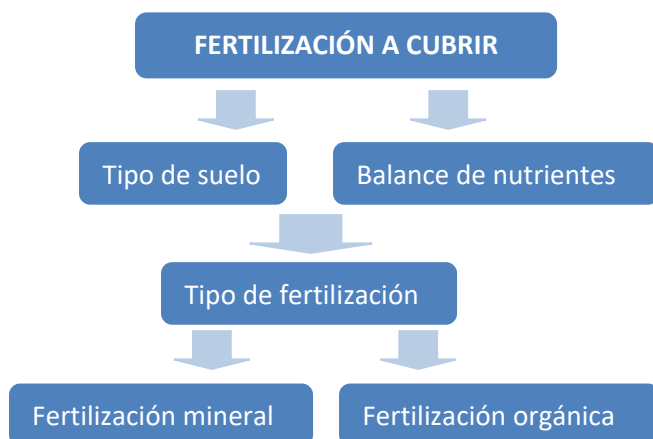 FERTILIZACIÓN A CUBRIR
Tipo de suelo
Balance de nutrientes
Tipo de fertilización
Fertilización mineral
Fertilización orgánica